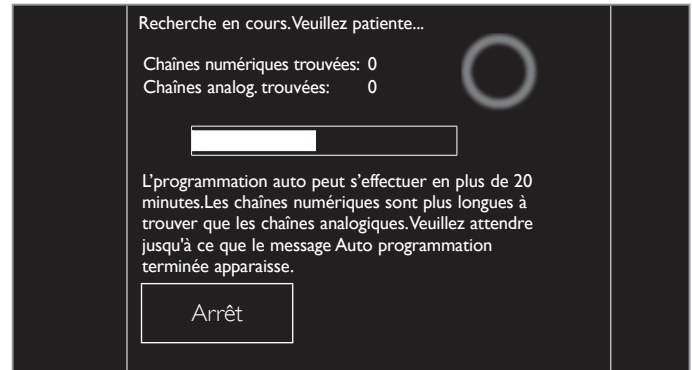 Recherche en cours. Veuillez patiente...
Chaînes numériques trouvées: 0
Chaînes analog. trouvées: 0
L'programmation auto peut s'effectuer en plus de 20
minutes.Les chaînes numériques sont plus longues à
trouver que les chaînes analogiques.Veuillez attendre
jusqu'à ce que le message Auto programmation
terminée apparaisse.
Arrêt